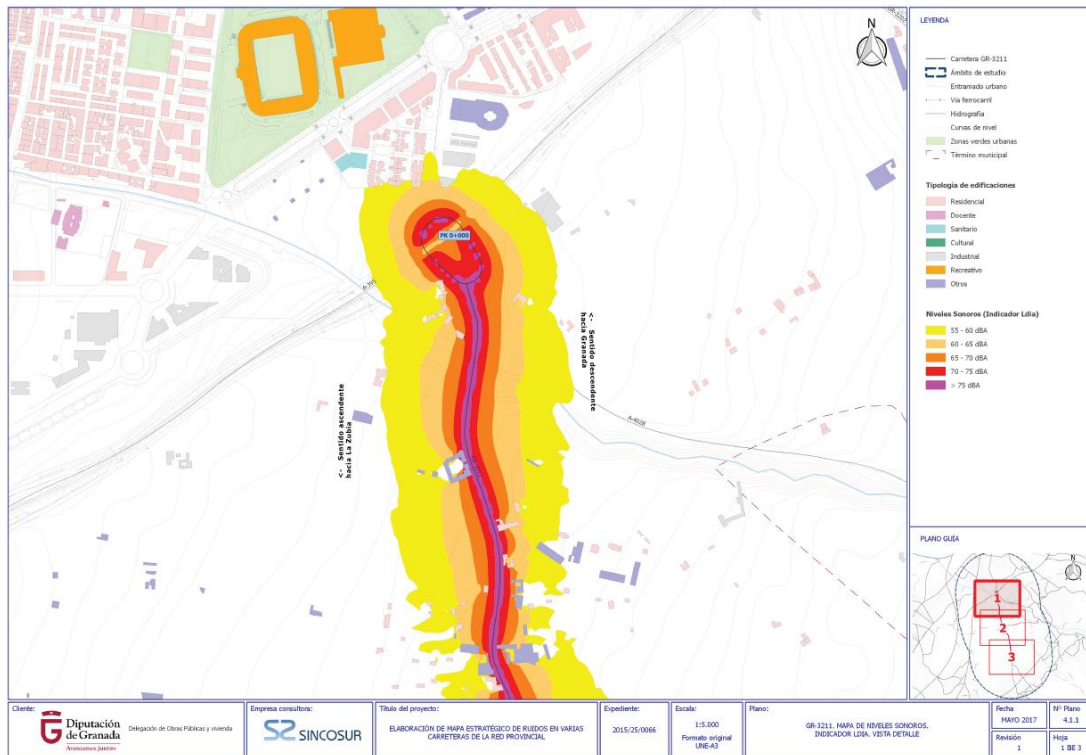 N
GR-3207
PK 0+000
A-395
<- Sentido descendente
hacia Granada
<- Sentido ascendente
hacia La Zubia
A-4028
LEYENDA
Carretera GR-3211
Ámbito de estudio
Entramado urbano
Vía ferrocarril
Hidrografía
Curvas de nivel
Zonas verdes urbanas
Término municipal
Tipología de edificaciones
Residencial
Docente
Sanitario
Cultural
Industrial
Recreativo
Otros
Niveles Sonoros (Indicador Ldia)
55 - 60 dBA
60 - 65 dBA
65 - 70 dBA
70 - 75 dBA
> 75 dBA
PLANO GUÍA
N
1
2
3
Cliente:
Diputación
de Granada
Avanzamos juntos
Delegación de Obras Públicas y vivienda
Empresa consultora:
SINCOSUR
Título del proyecto:
ELABORACIÓN DE MAPA ESTRATÉGICO DE RUIDOS EN VARIAS
CARRETERAS DE LA RED PROVINCIAL
Expediente:
2015/25/0066
Escala:
1:5.000
Formato original
UNE-A3
Plano:
GR-3211. MAPA DE NIVELES SONOROS.
INDICADOR LDIA. VISTA DETALLE
Fecha
MAYO 2017
Nº Plano
4.1.1
Revisión
1
Hoja
1 DE 3